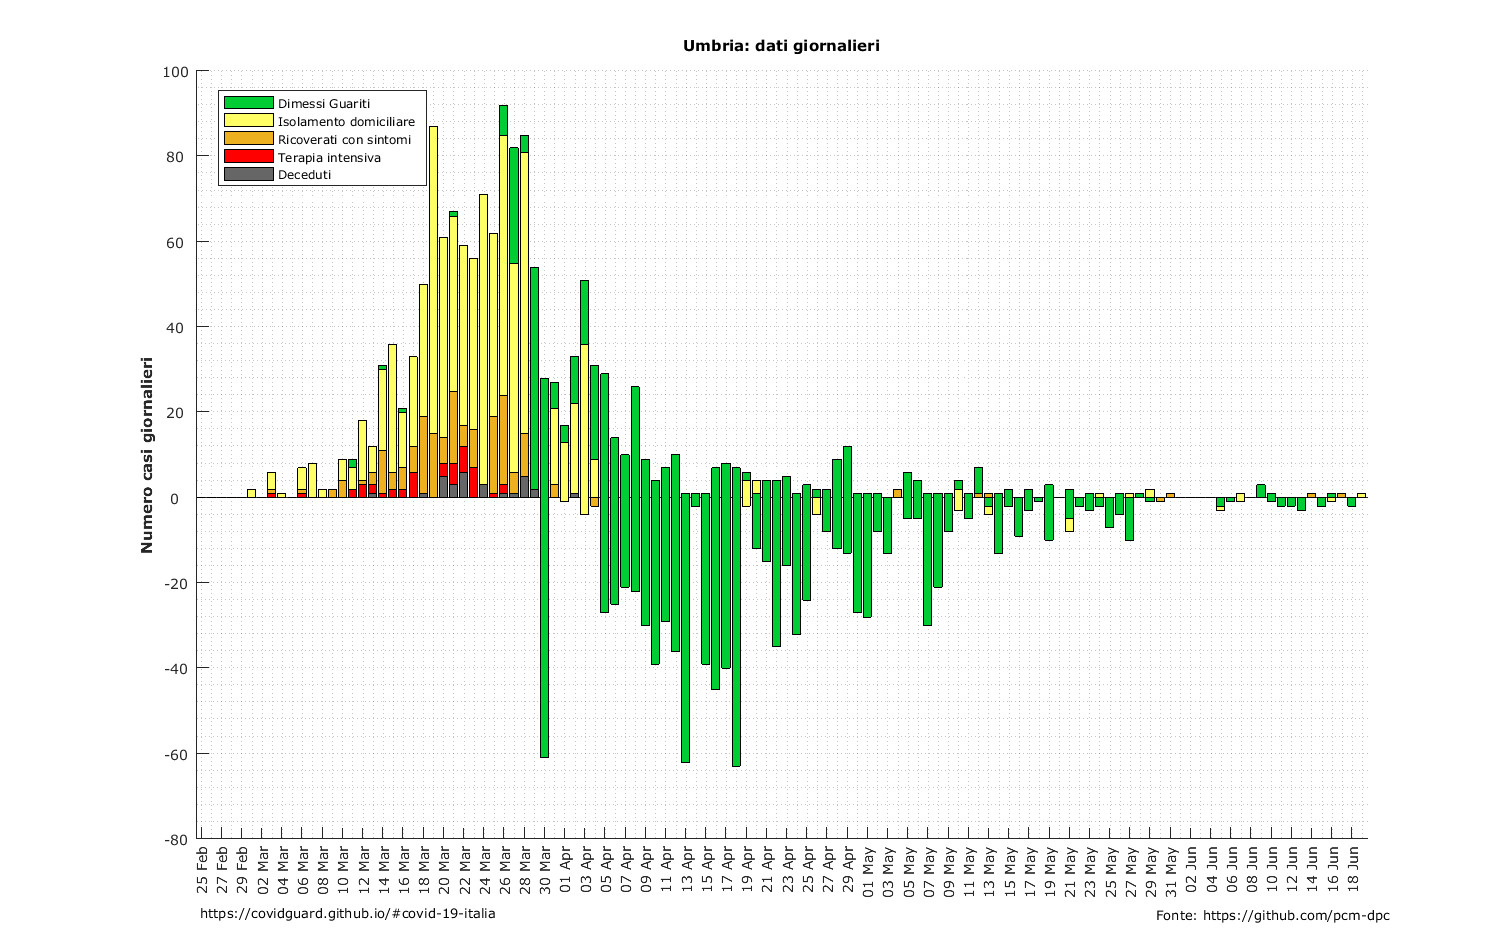 Umbria: dati giornalieri
100
80
60
40
20
0
-20
-40
-60
-80
Numero casi giornalieri
Dimessi Guariti
Isolamento domiciliare
Ricoverati con sintomi
Terapia intensiva
Deceduti
25 Feb
27 Feb
29 Feb
02 Mar
04 Mar
06 Mar
08 Mar
10 Mar
12 Mar
14 Mar
16 Mar
18 Mar
20 Mar
22 Mar
24 Mar
26 Mar
28 Mar
30 Mar
01 Apr
03 Apr
05 Apr
07 Apr
09 Apr
11 Apr
13 Apr
15 Apr
17 Apr
19 Apr
21 Apr
23 Apr
25 Apr
27 Apr
29 Apr
01 May
03 May
05 May
07 May
09 May
11 May
13 May
15 May
17 May
19 May
21 May
23 May
25 May
27 May
29 May
31 May
02 Jun
04 Jun
06 Jun
08 Jun
10 Jun
12 Jun
14 Jun
16 Jun
18 Jun
https://covidguard.github.io/#covid-19-italia
Fonte: https://github.com/pcm-dpc